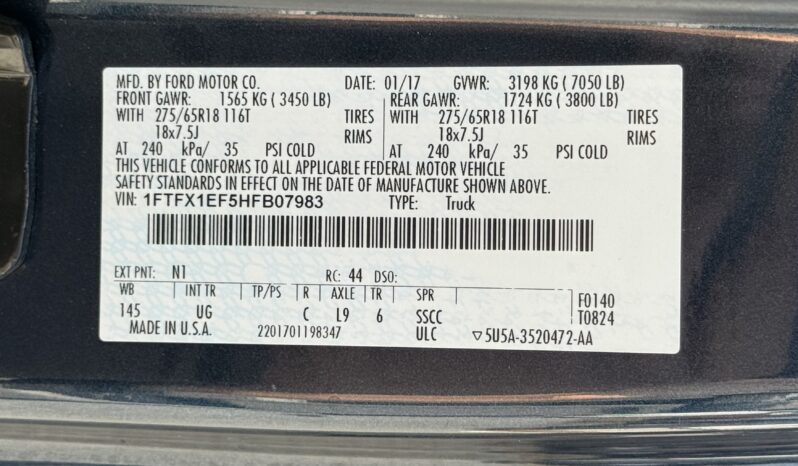 MFD. BY FORD MOTOR CO. DATE: 01/17 GVWR: 3198 KG ( 7050 LB)
FRONT GAWR: 1565 KG ( 3450 LB) REAR GAWR: 1724 KG ( 3800 LB)
WITH 275/65R18 116T TIRES WITH 275/65R18 116T TIRES
18x7.5J RIMS 18x7.5J RIMS
AT 240 kPa/ 35 PSI COLD AT 240 kPa/ 35 PSI COLD
THIS VEHICLE CONFORMS TO ALL APPLICABLE FEDERAL MOTOR VEHICLE
SAFETY STANDARDS IN EFFECT ON THE DATE OF MANUFACTURE SHOWN ABOVE.
VIN: 1FTFX1EF5HFB07983 TYPE: Truck
EXT PNT: N1 RC: 44 DSO:
WB INT TR TP/PS R AXLE TR SPR F0140
145 UG C L9 6 SSCC T0824
MADE IN U.S.A. 2201701198347 ULC ▽5U5A-3520472-AA